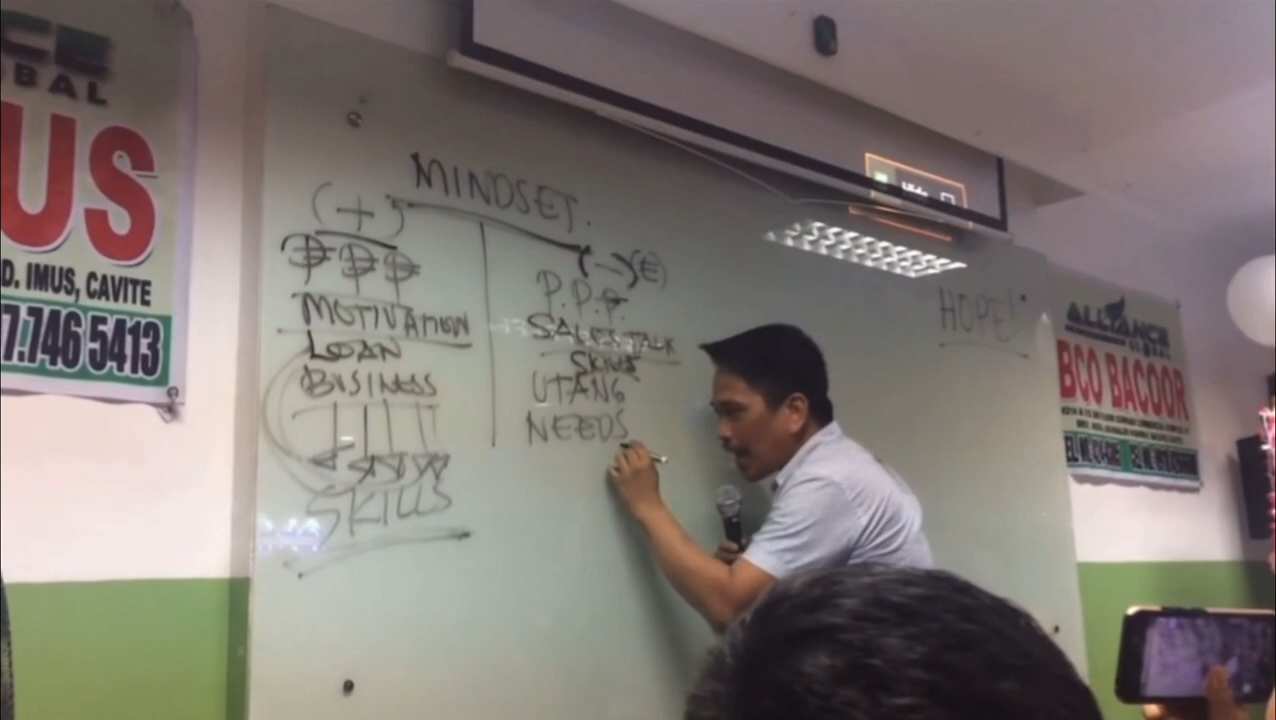 CE
BAL
US
D. IMUS, CAVITE
7.746 5413
MINDSET.
(+)
₱ ₱ ₱
MOTIVATION
LOAN
BUSINESS
SKILLS
(-)(E)
P.P.P.
SALES TALK
SKILLS
UTANG
NEEDS
HOPE!
ALLIANCE
GLOBAL
BCO BACOOR